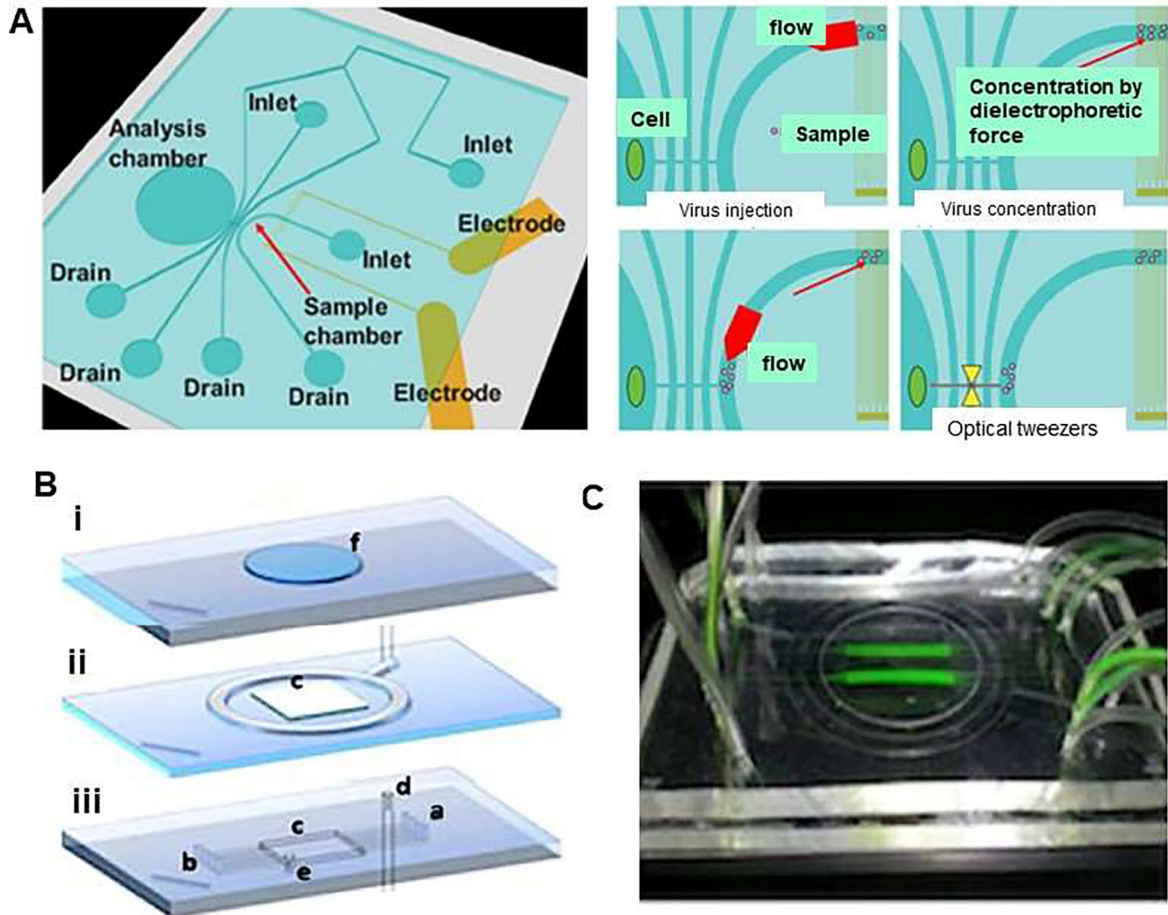 A
Inlet
Analysis
chamber
Inlet
Electrode
Inlet
Drain
Sample
chamber
Drain
Drain
Drain
Electrode
flow
Cell
Sample
Virus injection
Concentration by
dielectrophoretic
force
Virus concentration
flow
Optical tweezers
B
i
f
ii
c
iii
d
a
c
b
e
C